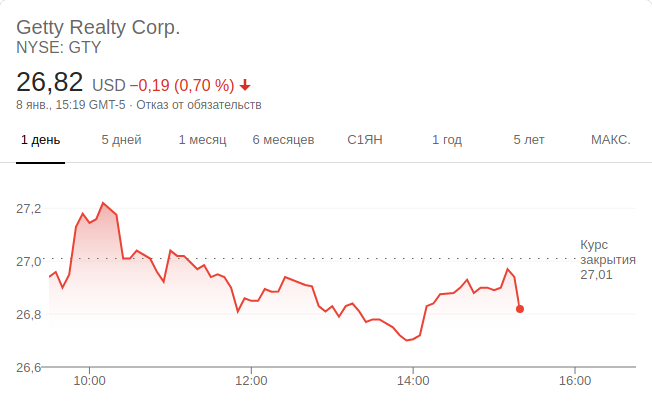 Getty Realty Corp.
NYSE: GTY
26,82 USD −0,19 (0,70 %)
8 янв., 15:19 GMT-5 · Отказ от обязательств
1 день 5 дней 1 месяц 6 месяцев С1ЯН 1 год 5 лет МАКС.
27,2
Курс
закрытия
27,01
27,0
26,8
26,6
10:00 12:00 14:00 16:00